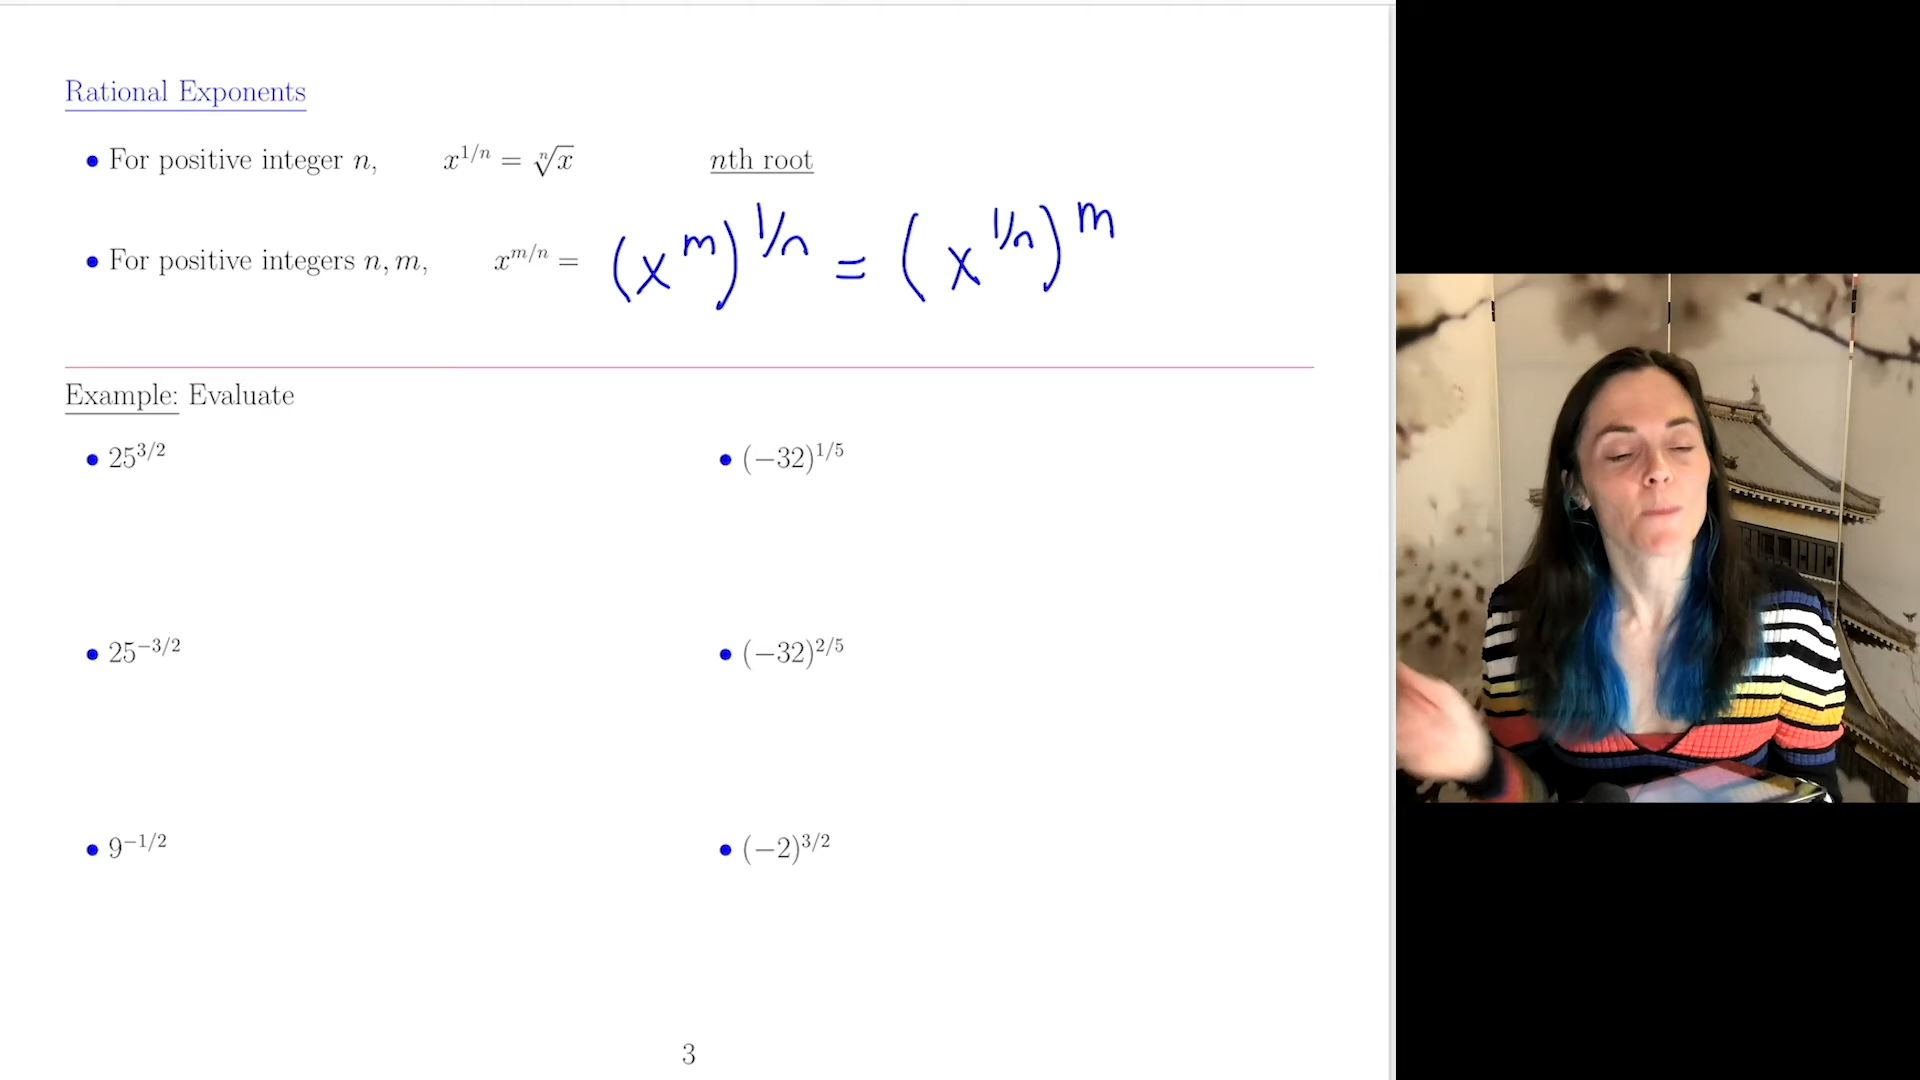 Rational Exponents
• For positive integer n, x^{1/n} = \sqrt[n]{x} nth root
• For positive integers n, m, x^{m/n} = (x^m)^{1/n} = (x^{1/n})^m
Example: Evaluate
• 25^{3/2} • (−32)^{1/5}
• 25^{−3/2} • (−32)^{2/5}
• 9^{−1/2} • (−2)^{3/2}
3